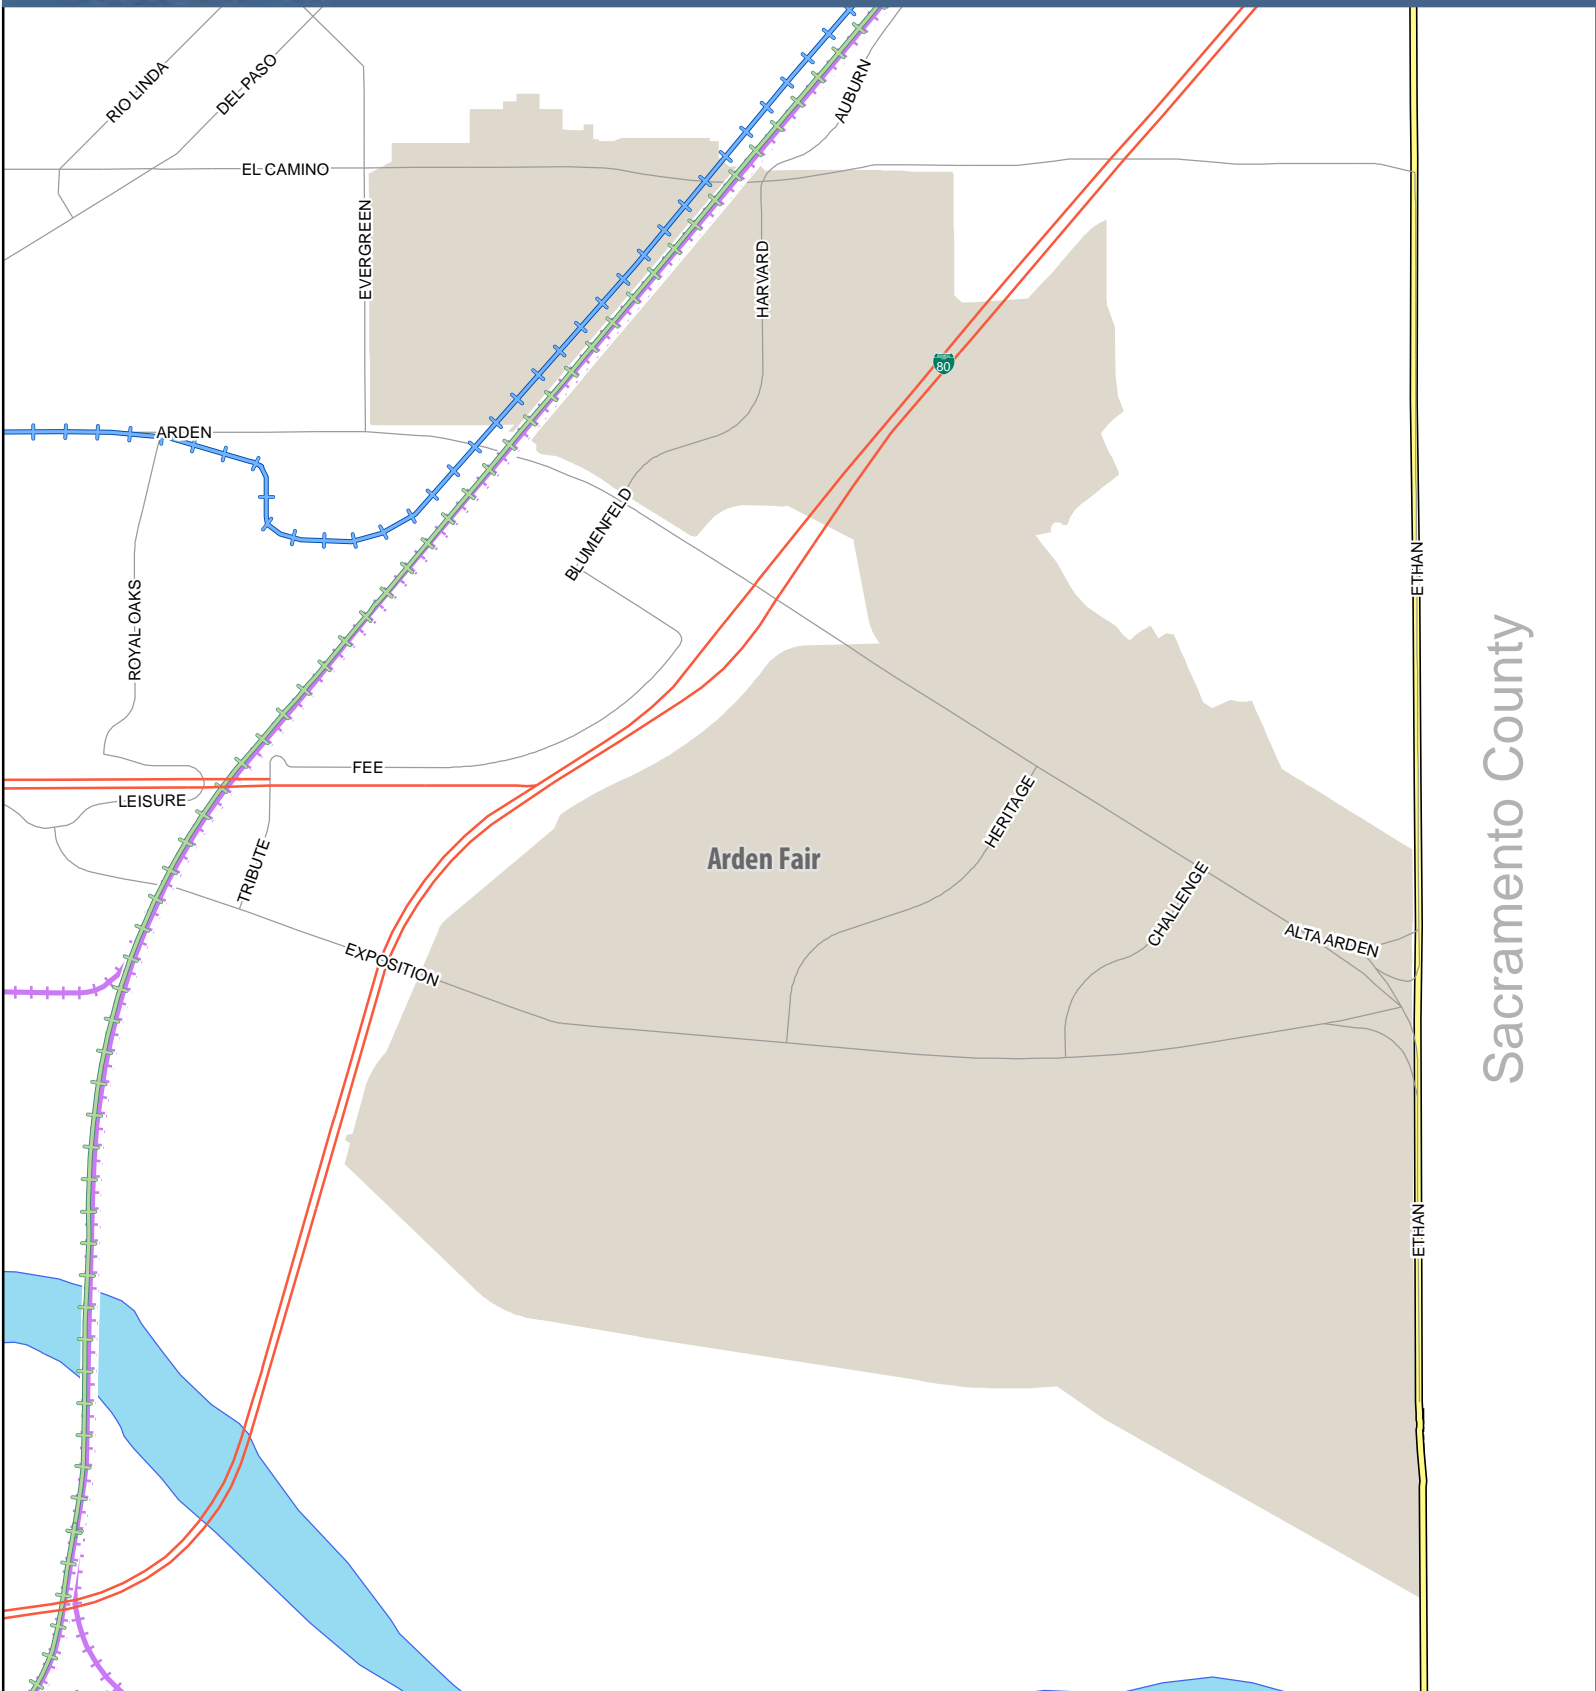 RIO LINDA
DEL PASO
AUBURN
EL CAMINO
EVERGREEN
HARVARD
80
ARDEN
BLUMENFELD
ETHAN
ROYAL OAKS
Sacramento County
FEE
LEISURE
HERITAGE
TRIBUTE
Arden Fair
CHALLENGE
ALTA ARDEN
EXPOSITION
ETHAN